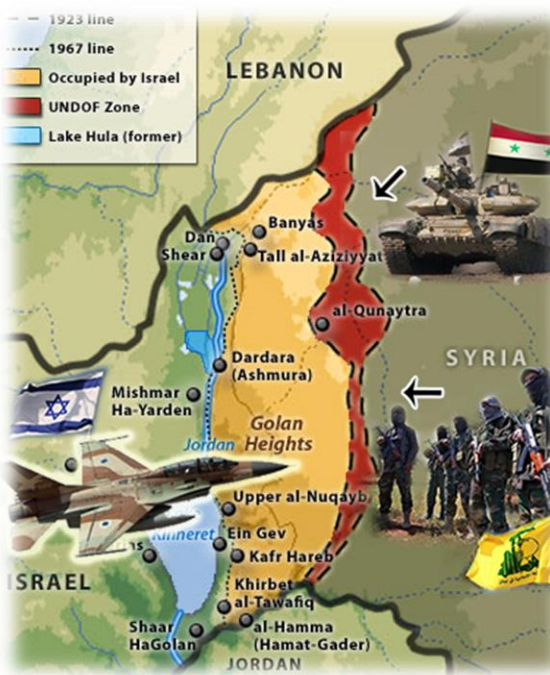 1923 line
1967 line
Occupied by Israel
UNDOF Zone
Lake Hula (former)
LEBANON
Banyas
Dan
Shear
Tall al-Aziziyyat
al-Qunaytra
SYRIA
Dardara
(Ashmura)
Mishmar
Ha-Yarden
Golan
Heights
Jordan
Upper al-Nuqayb
Kinneret
Ein Gev
Kafr Hareb
ISRAEL
Khirbet
al-Tawafiq
Shaar
HaGolan
al-Hamma
(Hamat-Gader)
JORDAN